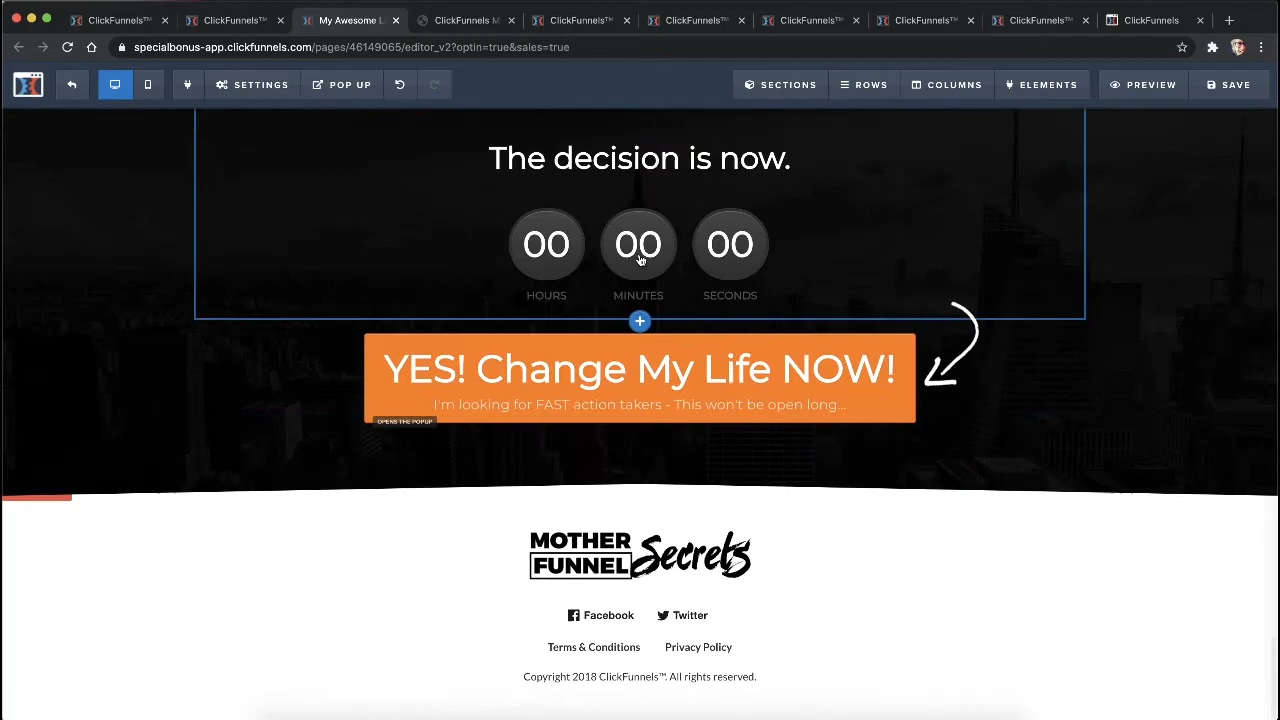 ClickFunnels™
ClickFunnels™
My Awesome L
ClickFunnels M
ClickFunnels™
ClickFunnels™
ClickFunnels™
ClickFunnels™
ClickFunnels™
ClickFunnels
specialbonus-app.clickfunnels.com/pages/46149065/editor_v2?optin=true&sales=true
SETTINGS
POP UP
SECTIONS
ROWS
COLUMNS
ELEMENTS
PREVIEW
SAVE
The decision is now.
00 00 00
HOURS MINUTES SECONDS
YES! Change My Life NOW!
I'm looking for FAST action takers - This won't be open long...
OPENS THE POPUP
MOTHER
FUNNEL Secrets
Facebook Twitter
Terms & Conditions Privacy Policy
Copyright 2018 ClickFunnels™. All rights reserved.